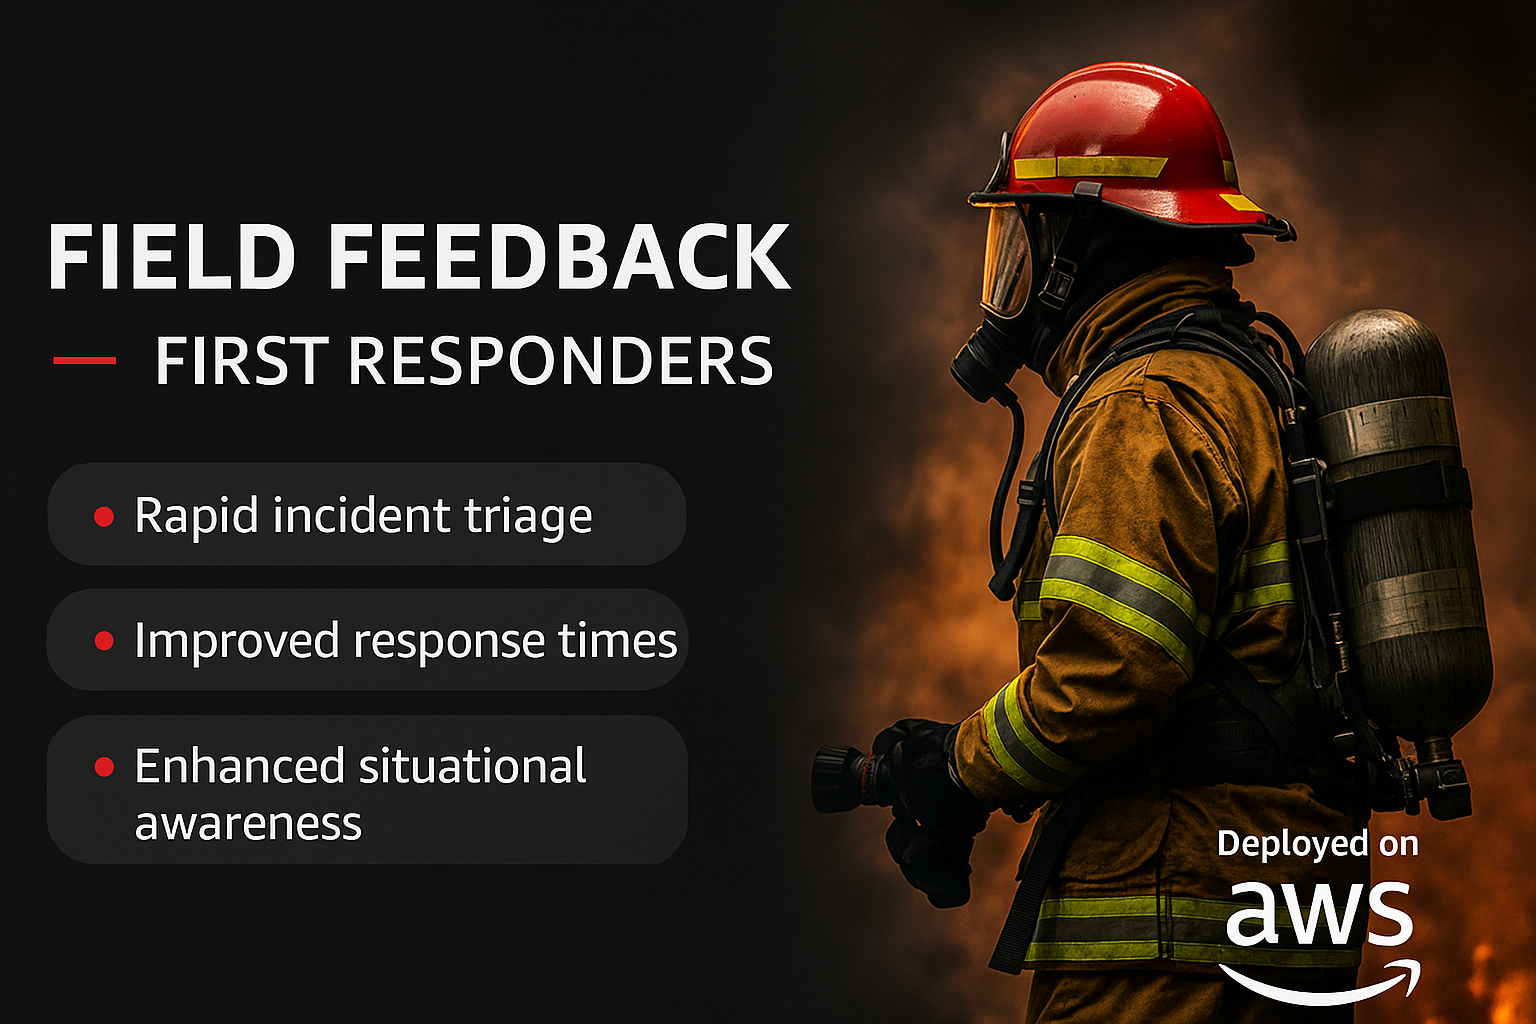 FIELD FEEDBACK
— FIRST RESPONDERS
• Rapid incident triage
• Improved response times
• Enhanced situational
awareness
Deployed on
aws